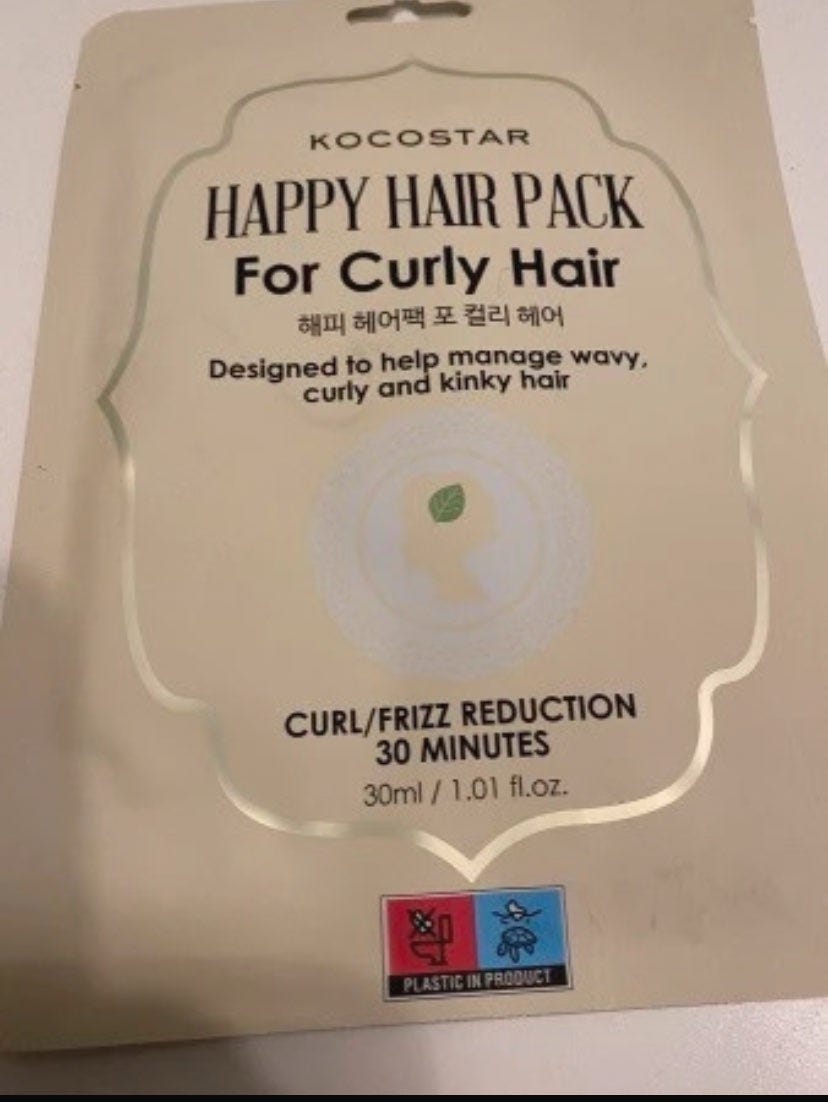 KOCOSTAR
HAPPY HAIR PACK
For Curly Hair
해피 헤어팩 포 컬리 헤어
Designed to help manage wavy,
curly and kinky hair
CURL/FRIZZ REDUCTION
30 MINUTES
30ml / 1.01 fl.oz.
PLASTIC IN PRODUCT